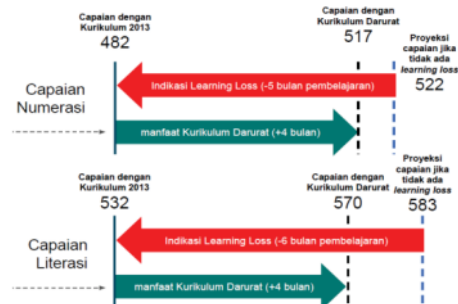 Capaian dengan
Kurikulum 2013
482
Capaian dengan
Kurikulum Darurat
517
Proyeksi
capaian jika
tidak ada
learning loss
522
Capaian
Numerasi
Indikasi Learning Loss (-5 bulan pembelajaran)
manfaat Kurikulum Darurat (+4 bulan)
Capaian dengan
Kurikulum 2013
532
Capaian dengan
Kurikulum Darurat
570
Proyeksi
capaian jika
tidak ada
learning loss
583
Capaian
Literasi
Indikasi Learning Loss (-6 bulan pembelajaran)
manfaat Kurikulum Darurat (+4 bulan)